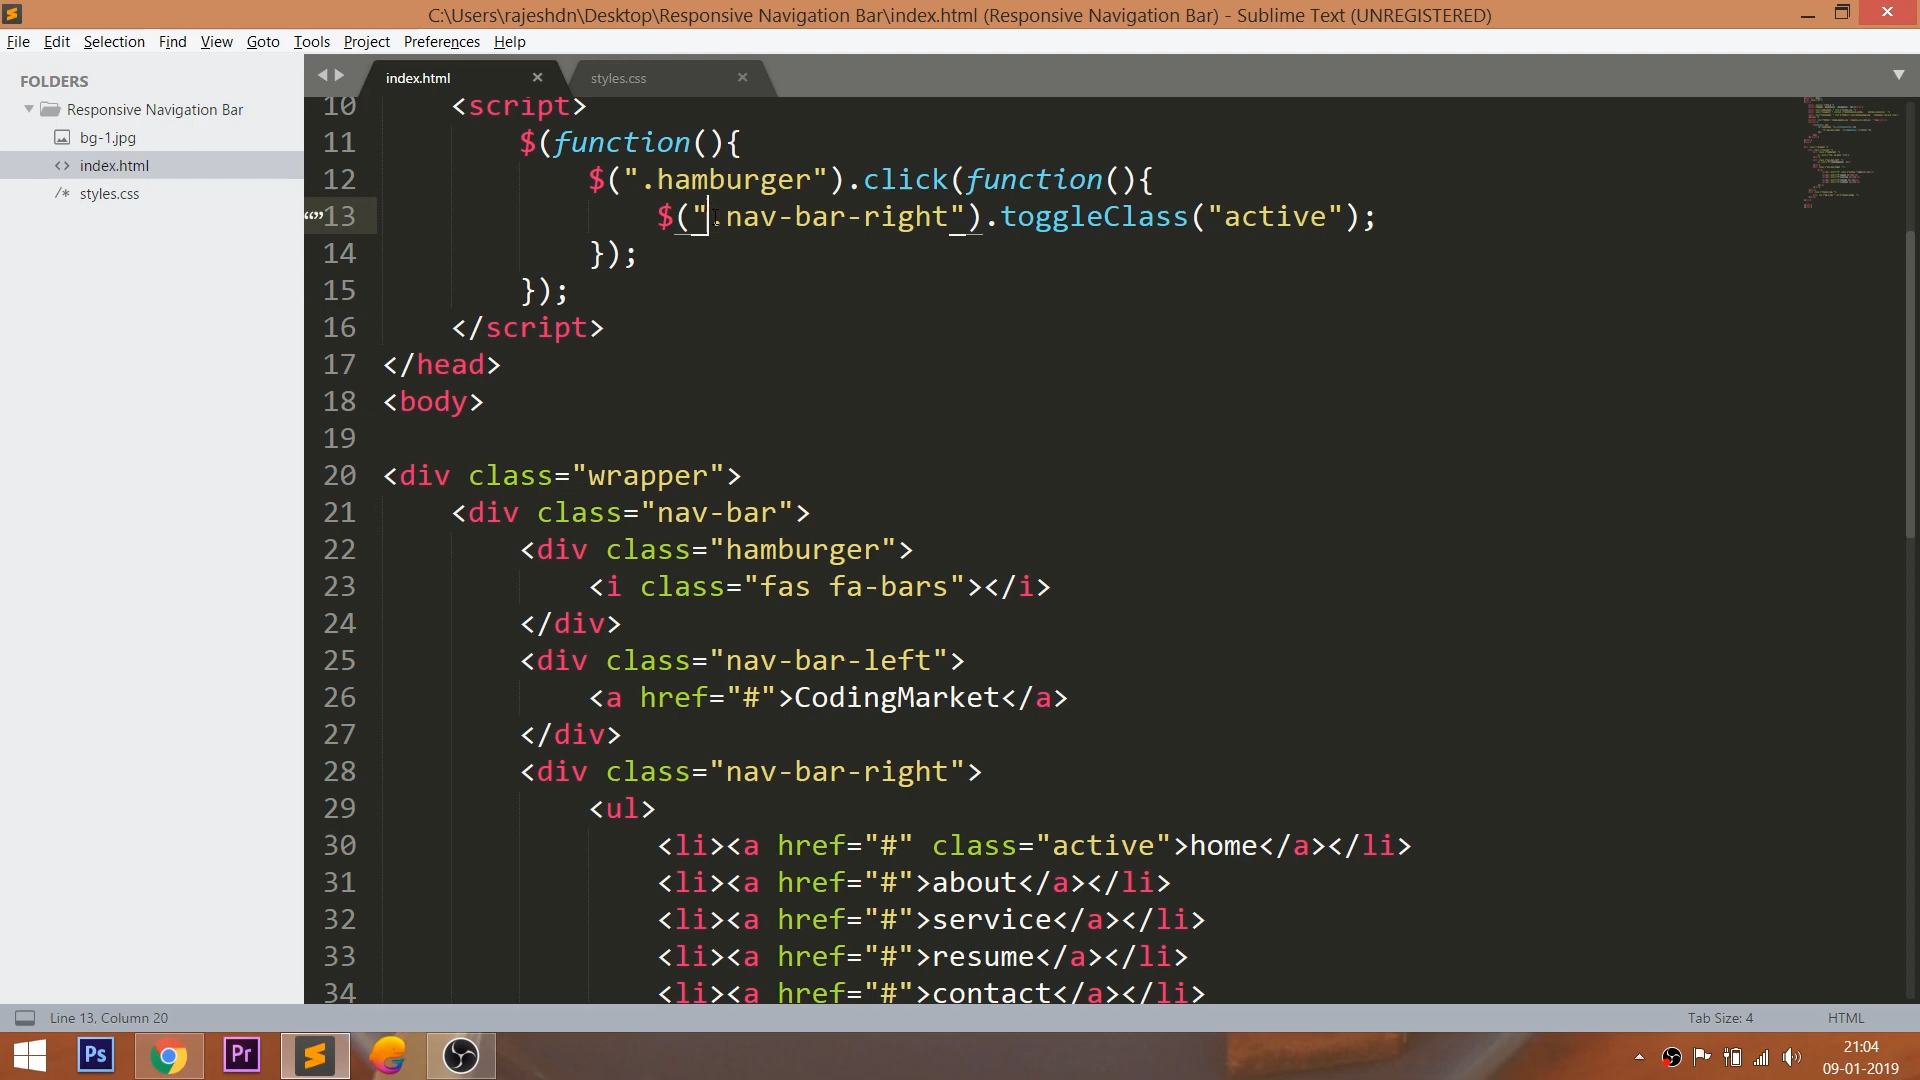 C:\Users\rajeshdn\Desktop\Responsive Navigation Bar\index.html (Responsive Navigation Bar) - Sublime Text (UNREGISTERED)
File Edit Selection Find View Goto Tools Project Preferences Help
FOLDERS
Responsive Navigation Bar
bg-1.jpg
<> index.html
/* styles.css
index.html × styles.css ×
10 <script>
11 $(function(){
12 $(".hamburger").click(function(){
“”13 $(".nav-bar-right").toggleClass("active");
14 });
15 });
16 </script>
17 </head>
18 <body>
19
20 <div class="wrapper">
21 <div class="nav-bar">
22 <div class="hamburger">
23 <i class="fas fa-bars"></i>
24 </div>
25 <div class="nav-bar-left">
26 <a href="#">CodingMarket</a>
27 </div>
28 <div class="nav-bar-right">
29 <ul>
30 <li><a href="#" class="active">home</a></li>
31 <li><a href="#">about</a></li>
32 <li><a href="#">service</a></li>
33 <li><a href="#">resume</a></li>
34 <li><a href="#">contact</a></li>
Line 13, Column 20 Tab Size: 4 HTML
Ps Pr
21:04
09-01-2019